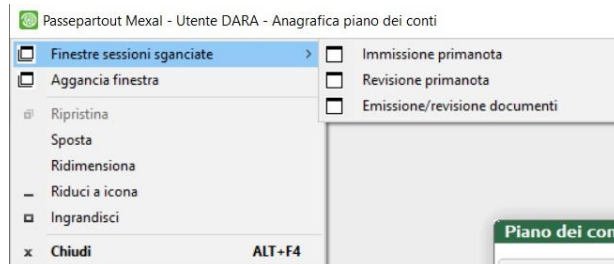 Passepartout Mexal - Utente DARA - Anagrafica piano dei conti
Finestre sessioni sganciate
Immissione primanota
Aggancia finestra
Revisione primanota
Emissione/revisione documenti
Ripristina
Sposta
Ridimensiona
Riduci a icona
Ingrandisci
Piano dei con
Chiudi ALT+F4